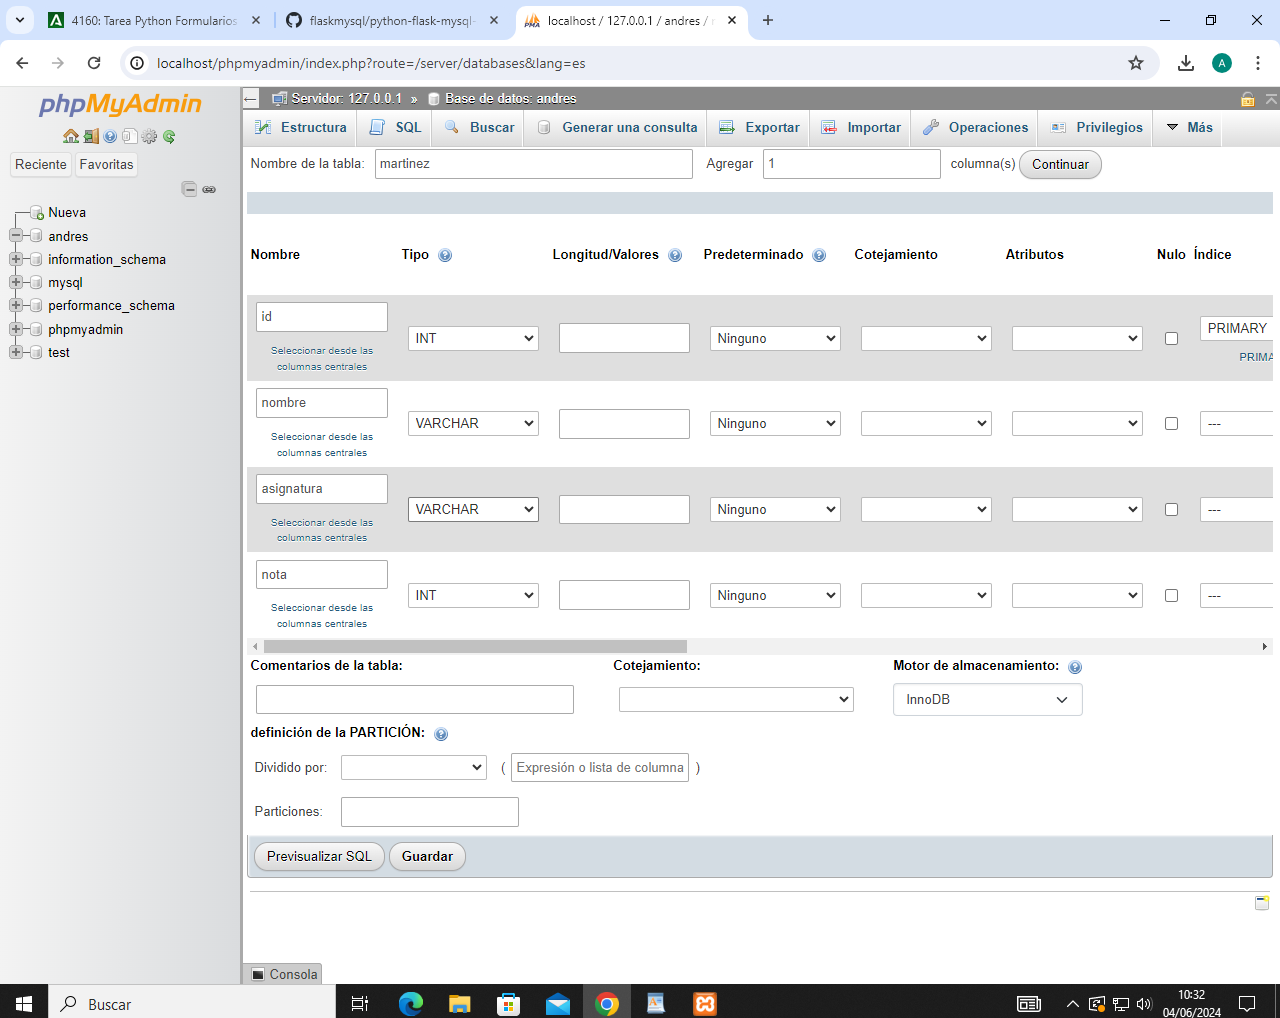 4160: Tarea Python Formularios
flaskmysql/python-flask-mysql-
localhost / 127.0.0.1 / andres /
localhost/phpmyadmin/index.php?route=/server/databases&lang=es
A
phpMyAdmin
Reciente
Favoritas
Nueva
andres
information_schema
mysql
performance_schema
phpmyadmin
test
Servidor: 127.0.0.1 » Base de datos: andres
Estructura
SQL
Buscar
Generar una consulta
Exportar
Importar
Operaciones
Privilegios
Más
Nombre de la tabla: martinez Agregar 1 columna(s) Continuar
Nombre Tipo Longitud/Valores Predeterminado Cotejamiento Atributos Nulo Índice
id
INT Ninguno PRIMARY
Seleccionar desde las
columnas centrales
PRIMA
nombre
VARCHAR Ninguno ---
Seleccionar desde las
columnas centrales
asignatura
VARCHAR Ninguno ---
Seleccionar desde las
columnas centrales
nota
INT Ninguno ---
Seleccionar desde las
columnas centrales
Comentarios de la tabla: Cotejamiento: Motor de almacenamiento:
InnoDB
definición de la PARTICIÓN:
Dividido por: ( Expresión o lista de columna )
Particiones:
Previsualizar SQL Guardar
Consola
Buscar
10:32
04/06/2024